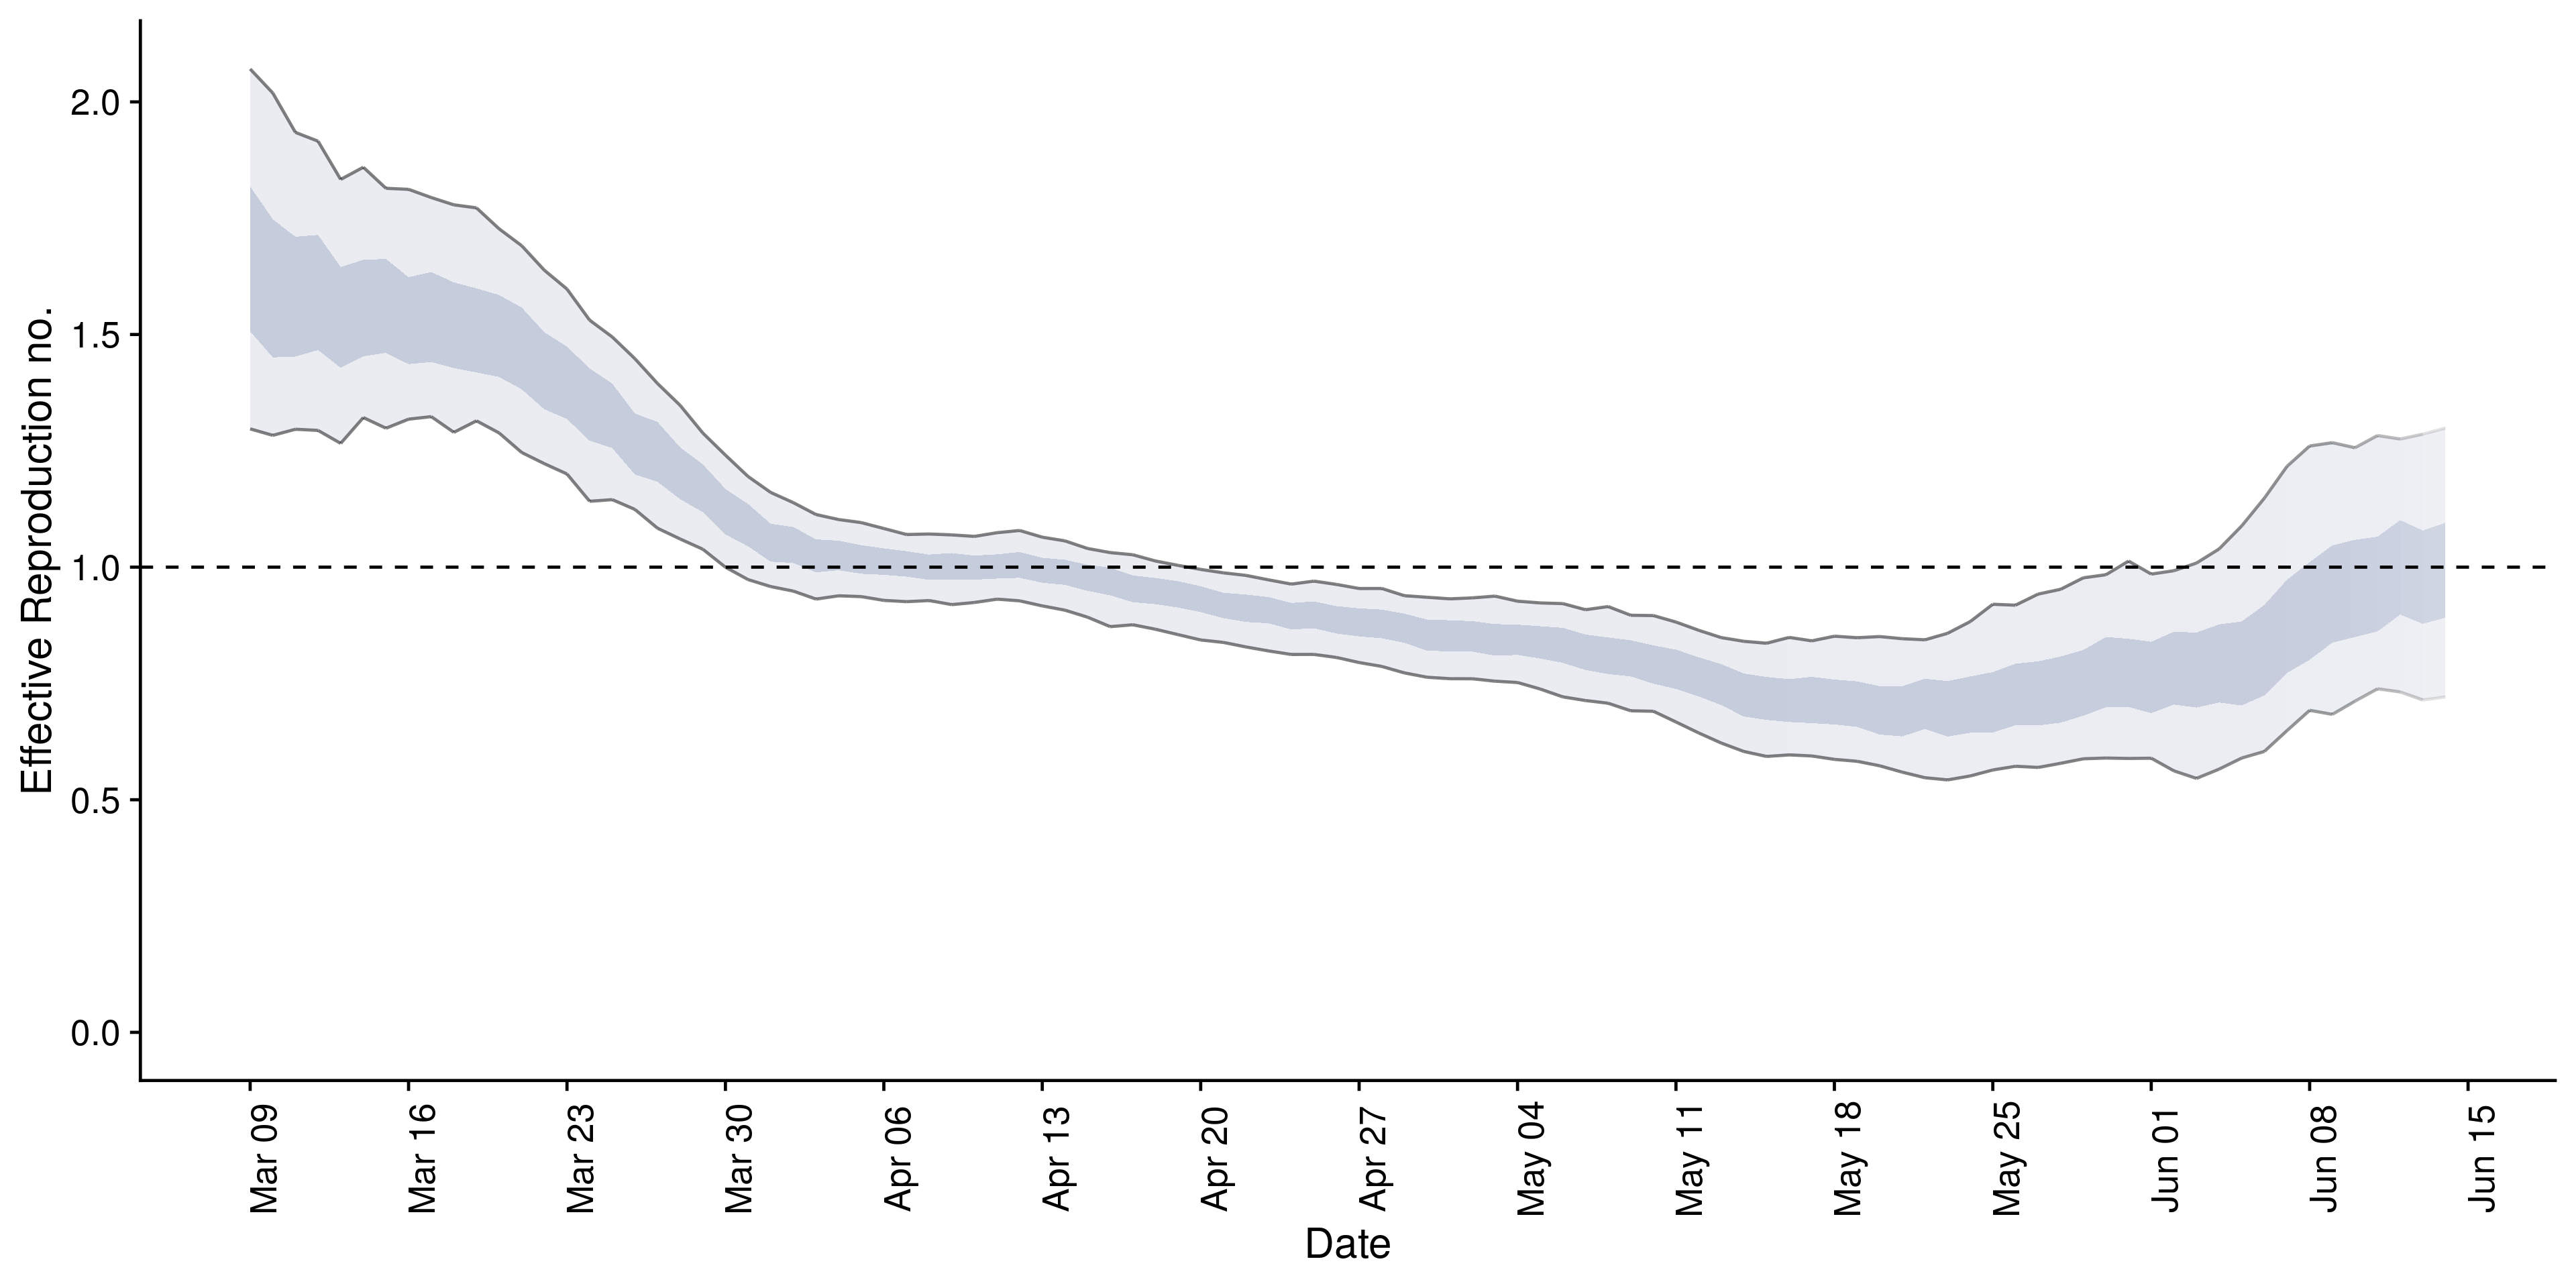 Effective Reproduction no.
2.0
1.5
1.0
0.5
0.0
Mar 09
Mar 16
Mar 23
Mar 30
Apr 06
Apr 13
Apr 20
Apr 27
May 04
May 11
May 18
May 25
Jun 01
Jun 08
Jun 15
Date